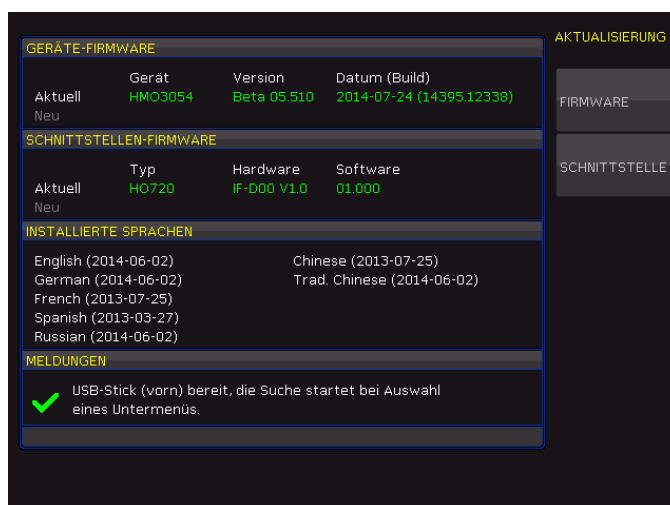 AKTUALISIERUNG
GERÄTE-FIRMWARE
Gerät Version Datum (Build)
Aktuell HMO3054 Beta 05.510 2014-07-24 (14395.12338)
Neu
FIRMWARE
SCHNITTSTELLEN-FIRMWARE
Typ Hardware Software
Aktuell HO720 IF-D00 V1.0 01.000
Neu
SCHNITTSTELLE
INSTALLIERTE SPRACHEN
English (2014-06-02) Chinese (2013-07-25)
German (2014-06-02) Trad. Chinese (2014-06-02)
French (2013-07-25)
Spanish (2013-03-27)
Russian (2014-06-02)
MELDUNGEN
USB-Stick (vorn) bereit, die Suche startet bei Auswahl
eines Untermenüs.